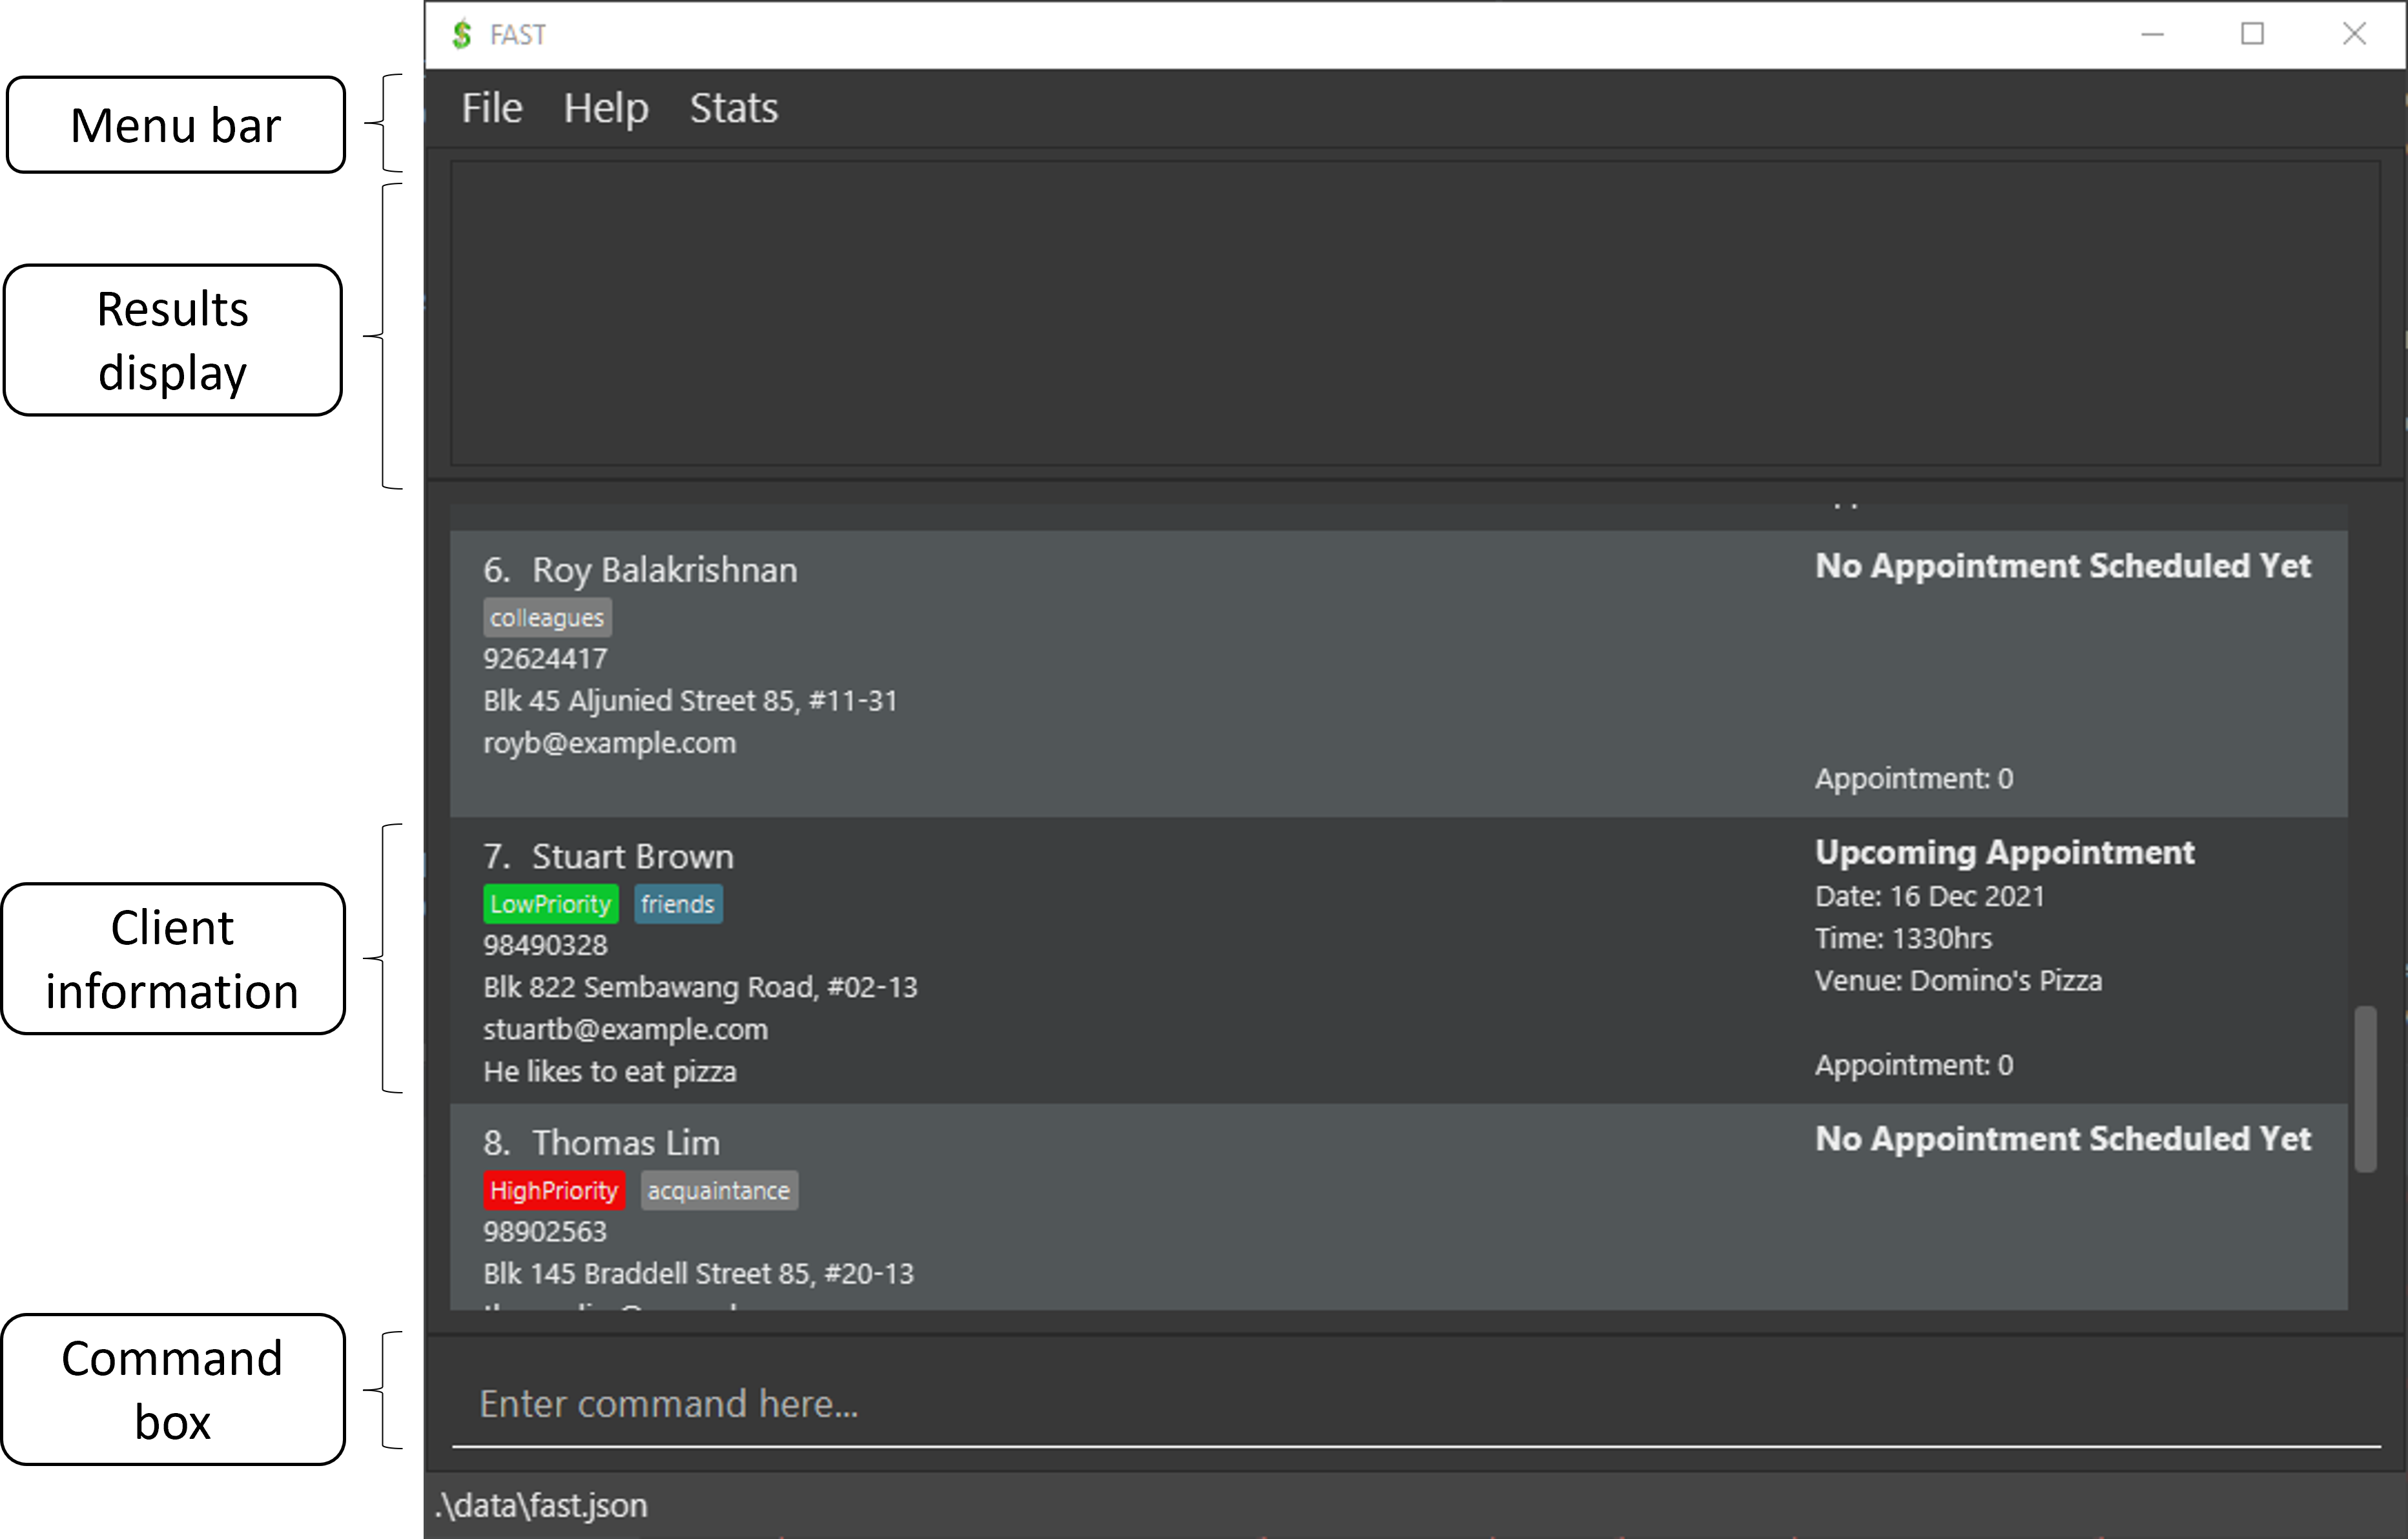 FAST
File Help Stats
Menu bar
Results
display
6. Roy Balakrishnan
colleagues
92624417
Blk 45 Aljunied Street 85, #11-31
royb@example.com
No Appointment Scheduled Yet
Appointment: 0
Client
information
7. Stuart Brown
LowPriority friends
98490328
Blk 822 Sembawang Road, #02-13
stuartb@example.com
He likes to eat pizza
Upcoming Appointment
Date: 16 Dec 2021
Time: 1330hrs
Venue: Domino's Pizza
Appointment: 0
8. Thomas Lim
HighPriority acquaintance
98902563
Blk 145 Braddell Street 85, #20-13
No Appointment Scheduled Yet
Command
box
Enter command here...
.\data\fast.json